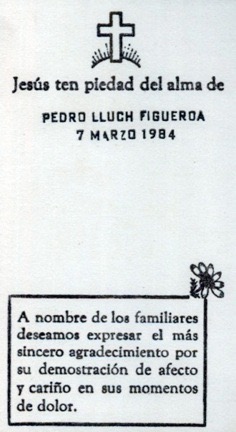 Jesús ten piedad del alma de
PEDRO LLUCH FIGUEROA
7 MARZO 1984
A nombre de los familiares
deseamos expresar el más
sincero agradecimiento por
su demostración de afecto
y cariño en sus momentos
de dolor.